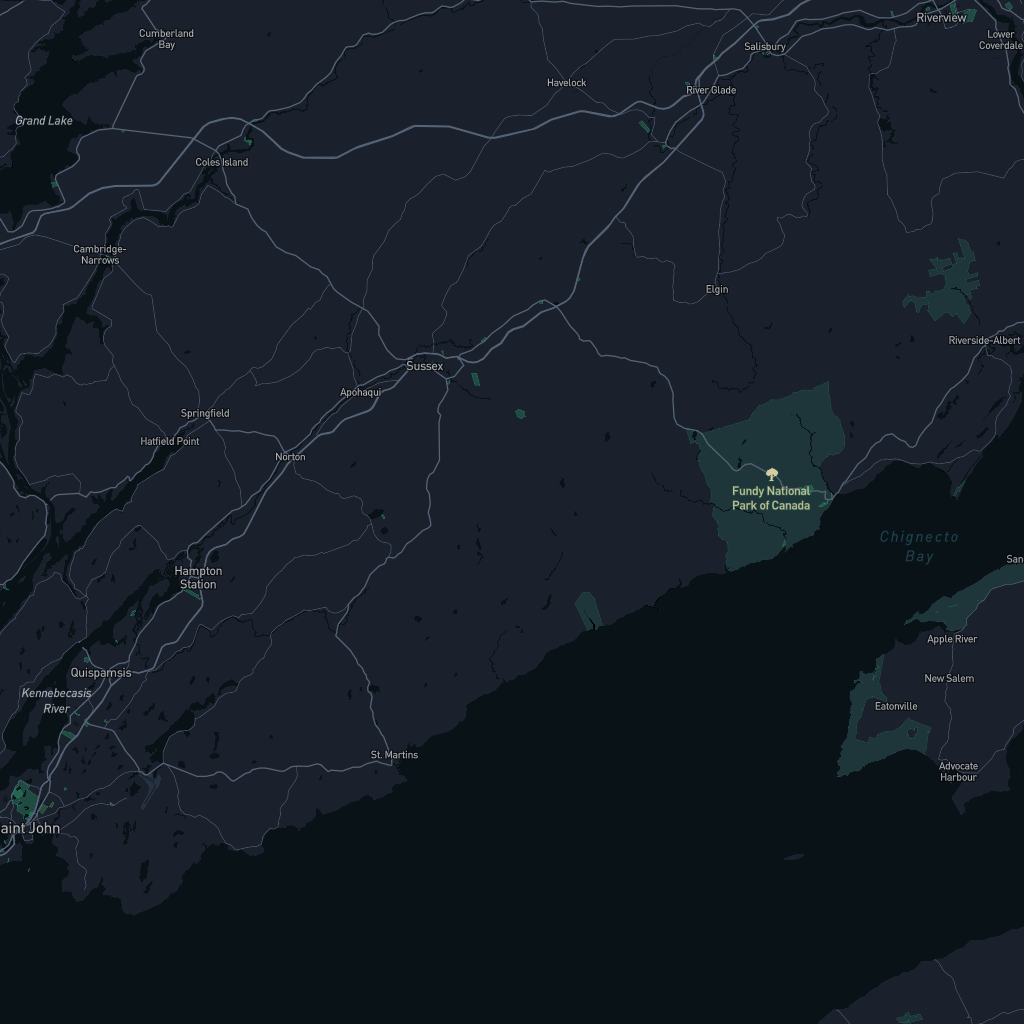 Riverview
Cumberland
Bay
Lower
Coverdale
Salisbury
Havelock
River Glade
Grand Lake
Coles Island
Cambridge-
Narrows
Elgin
Riverside-Albert
Sussex
Apohaqui
Springfield
Hatfield Point
Norton
Fundy National
Park of Canada
Chignecto
Bay
San
Hampton
Station
Apple River
Quispamsis
New Salem
Kennebecasis
River
Eatonville
St. Martins
Advocate
Harbour
aint John